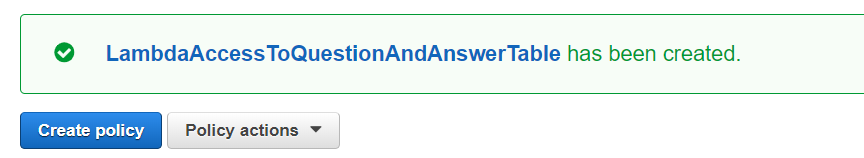 LambdaAccessToQuestionAndAnswerTable has been created.
Create policy Policy actions